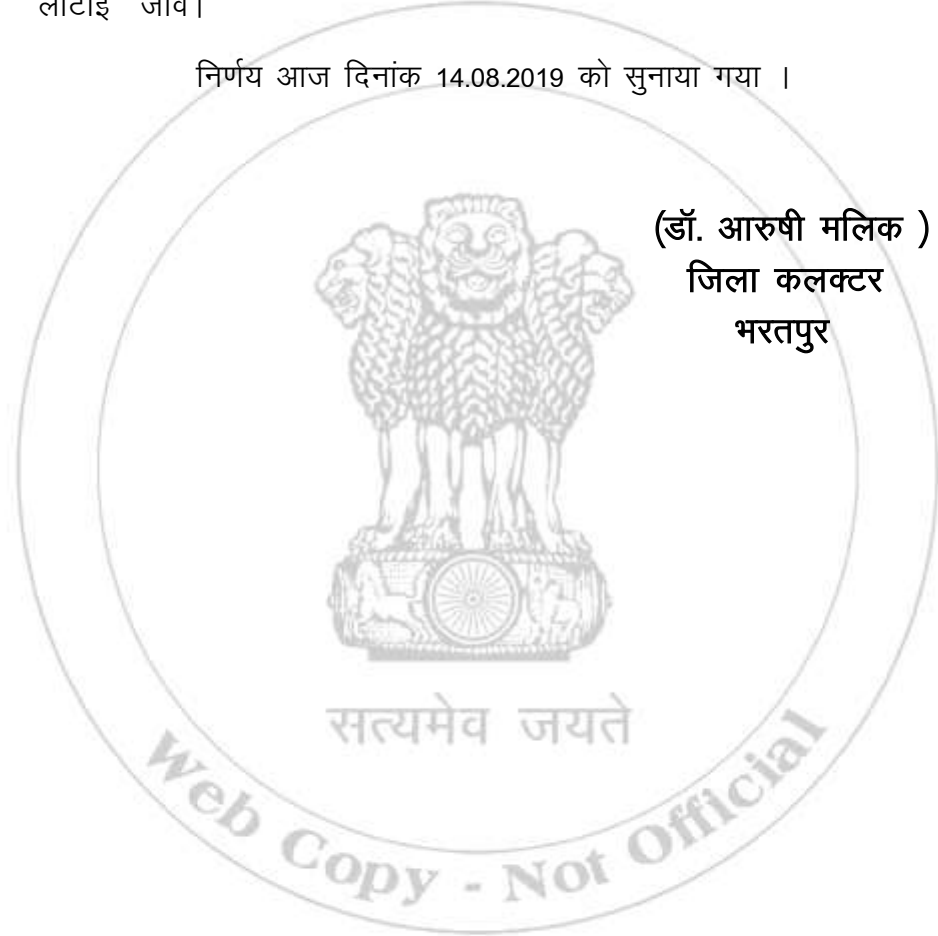 लौटाई जावे।
निर्णय आज दिनांक 14.08.2019 को सुनाया गया ।
(डॉ. आरुषी मलिक )
जिला कलक्टर
भरतपुर
सत्यमेव जयते
Web Copy - Not Official